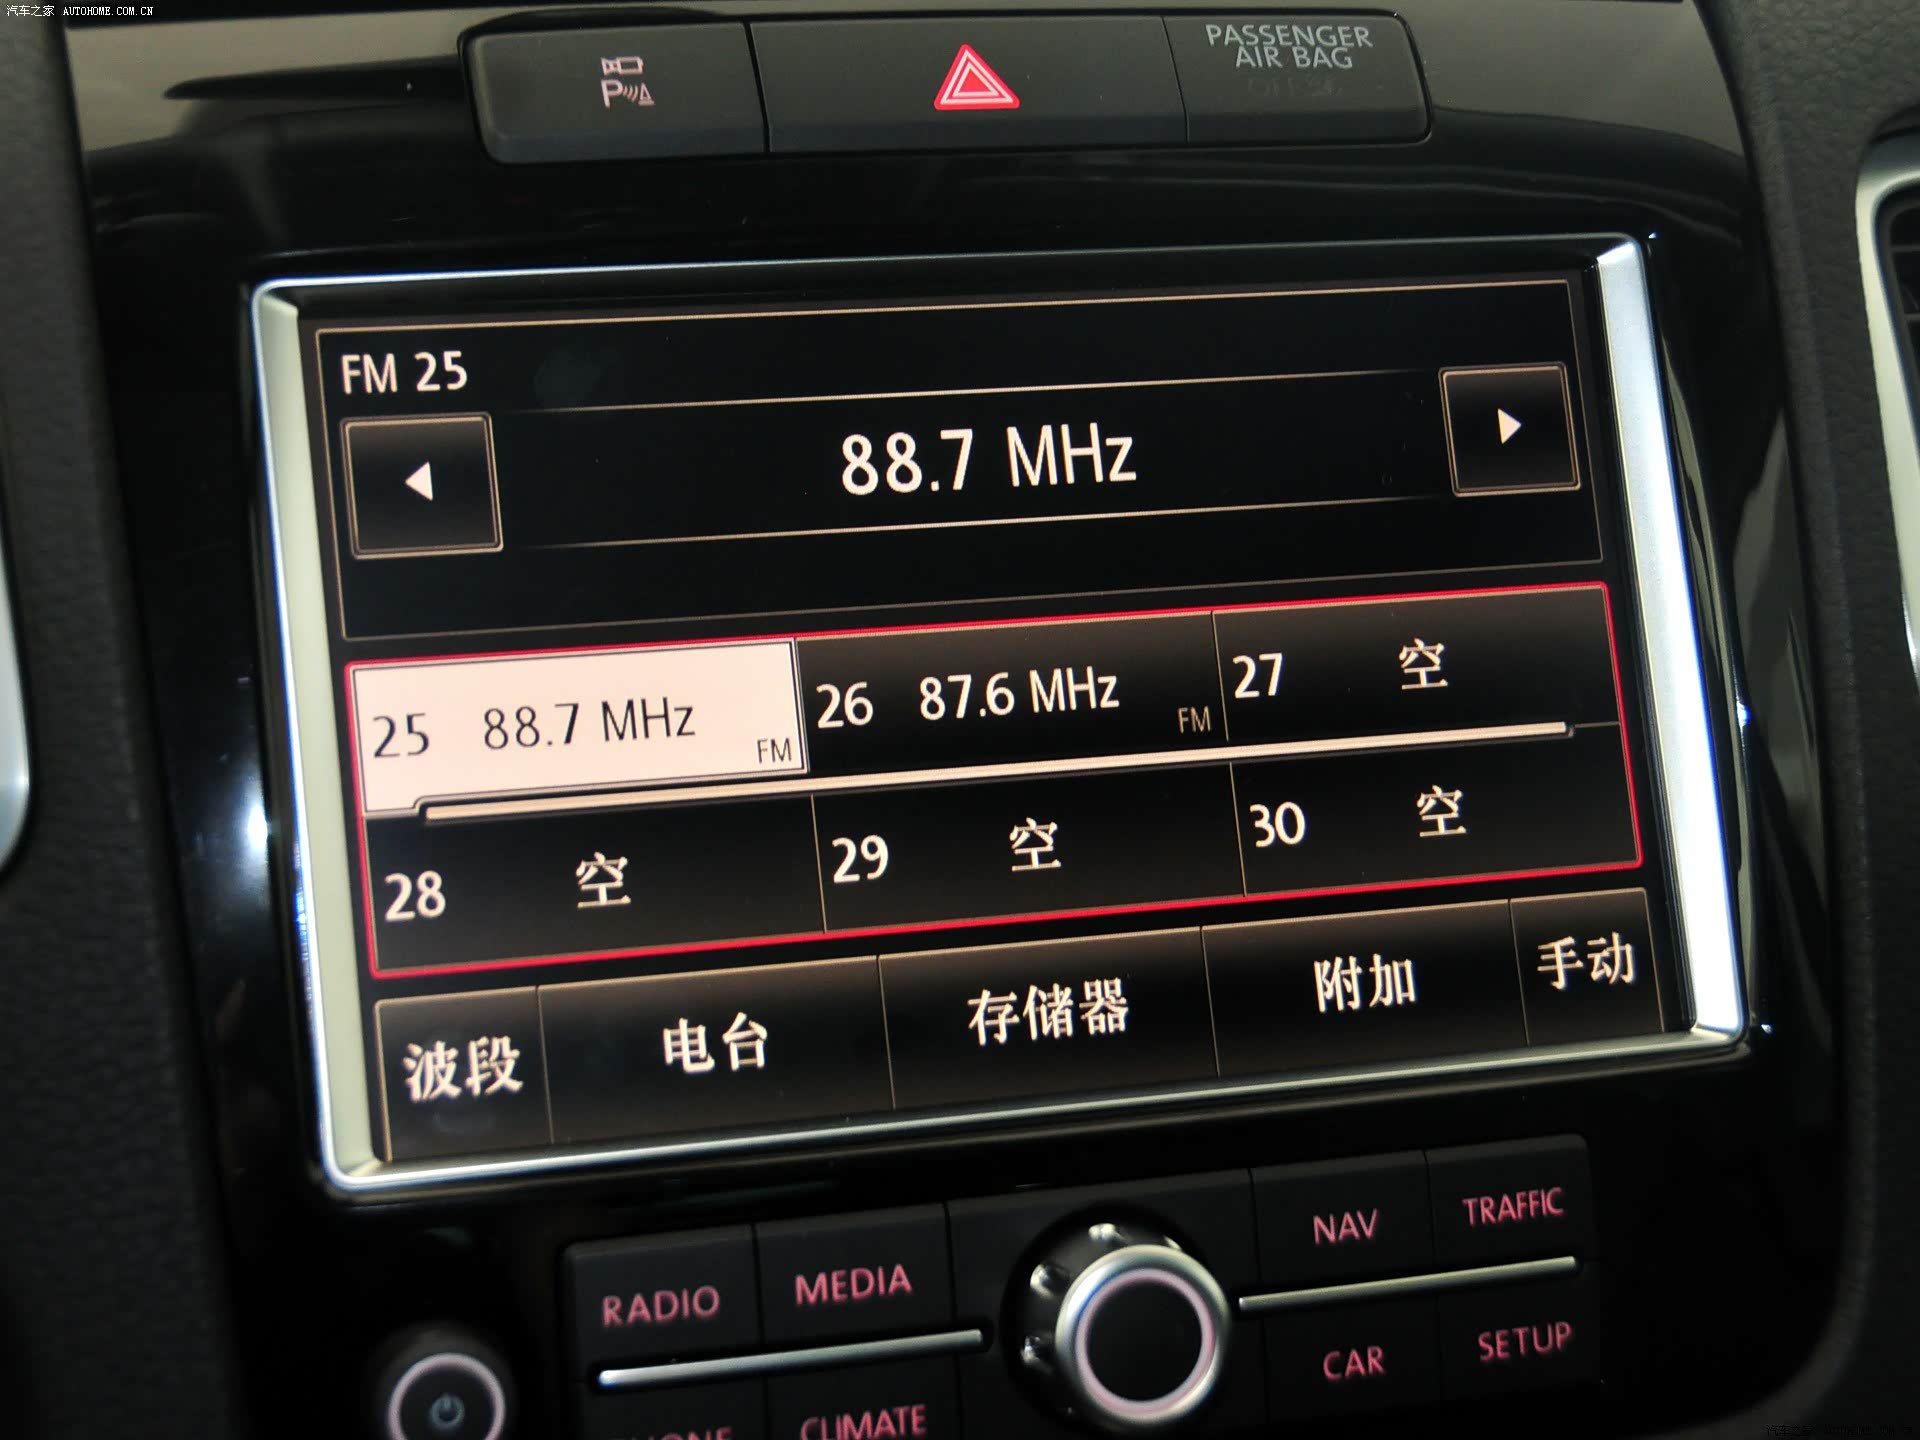 汽车之家 AUTOHOME.COM.CN
P
PASSENGER
AIR BAG
FM 25
88.7 MHz
25 88.7 MHz FM
26 87.6 MHz FM
27 空
28 空
29 空
30 空
波段 电台 存储器 附加 手动
RADIO MEDIA NAV TRAFFIC
CLIMATE CAR SETUP